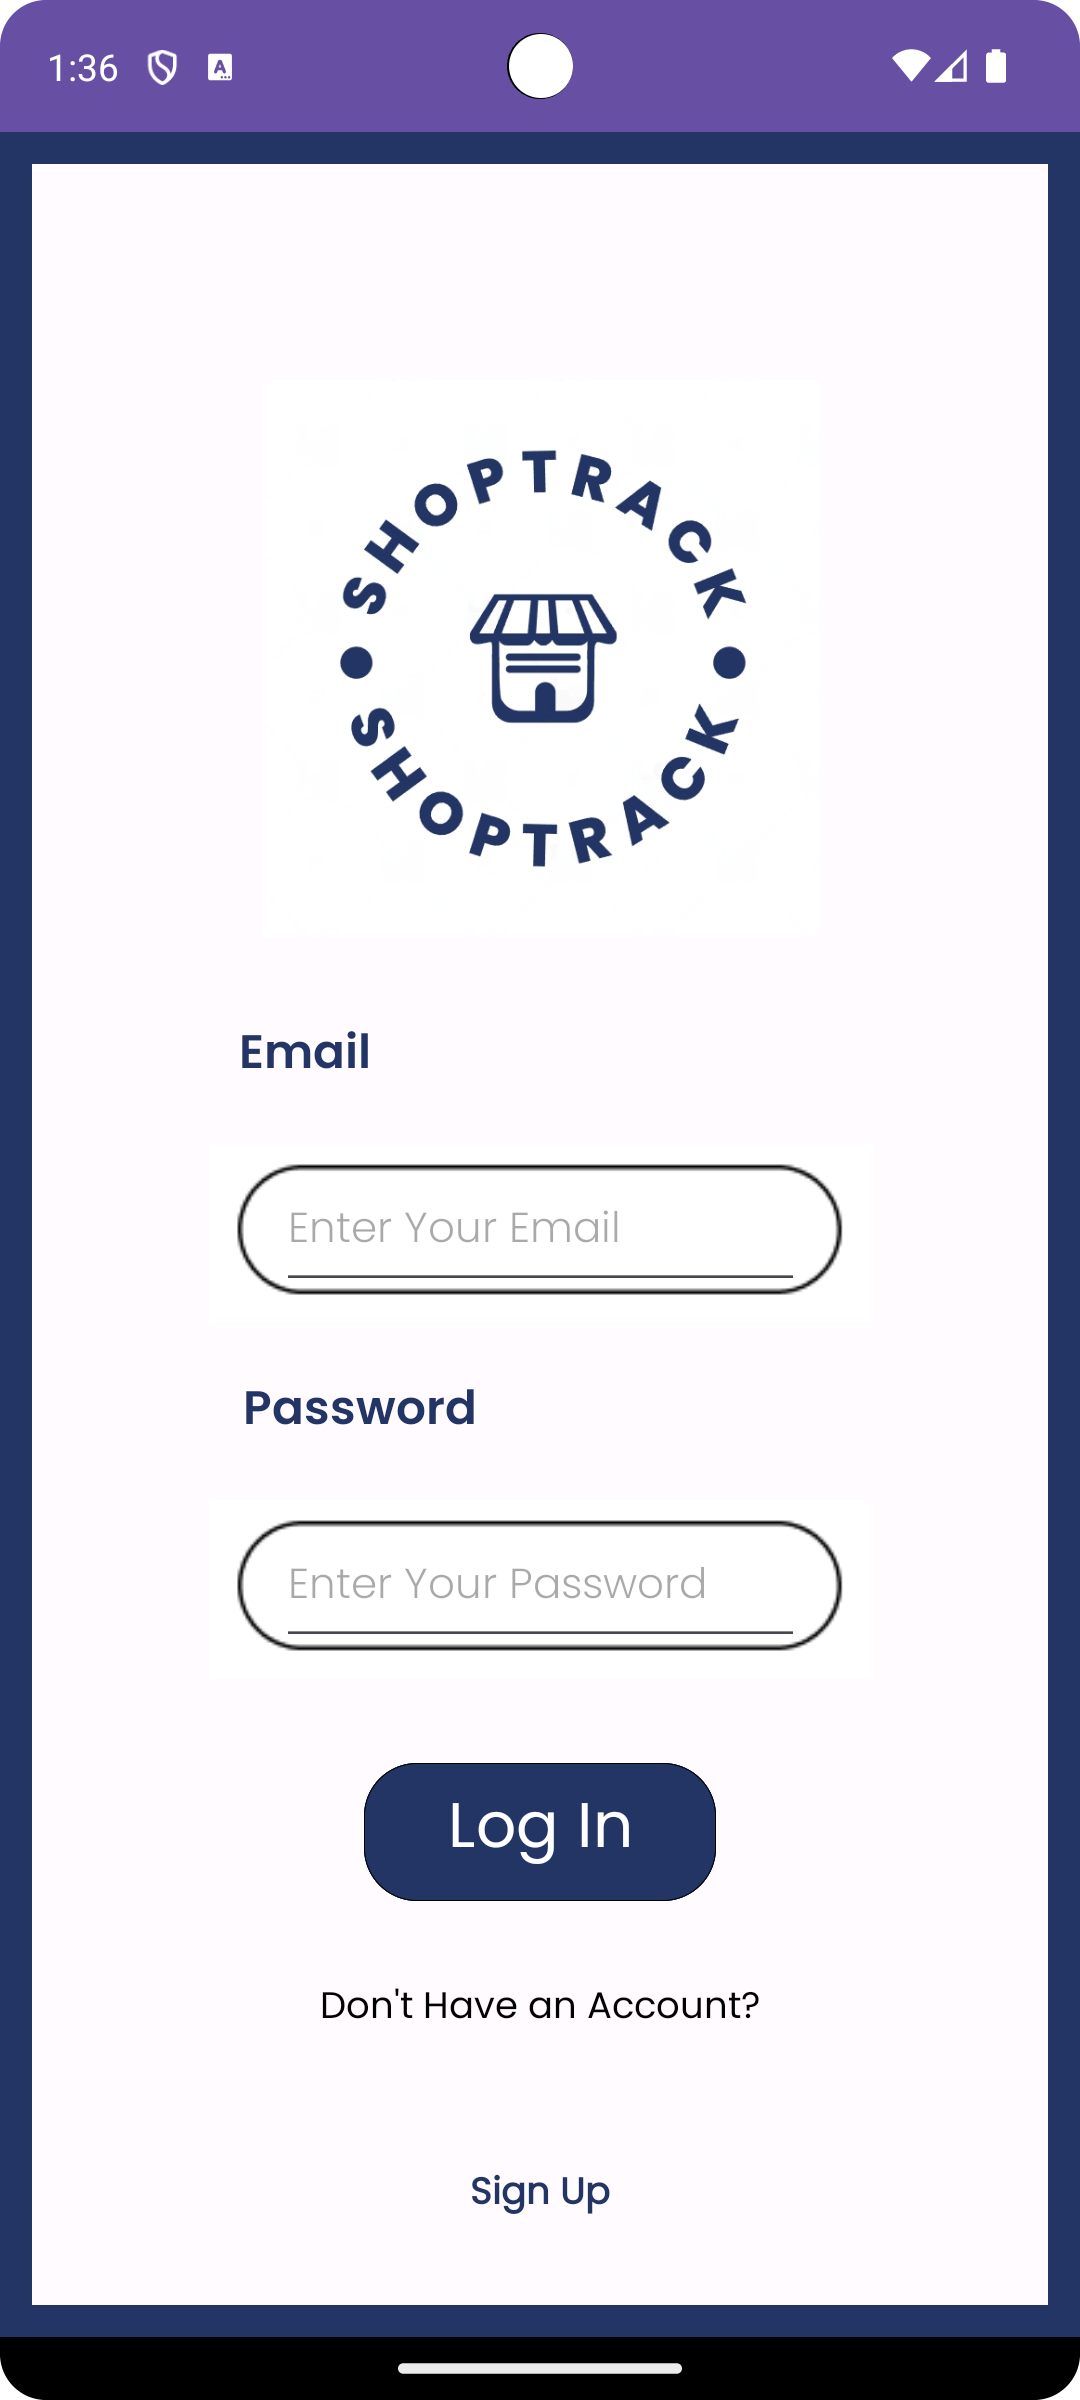 1:36
SHOPTRACK
SHOPTRACK
Email
Enter Your Email
Password
Enter Your Password
Log In
Don't Have an Account?
Sign Up